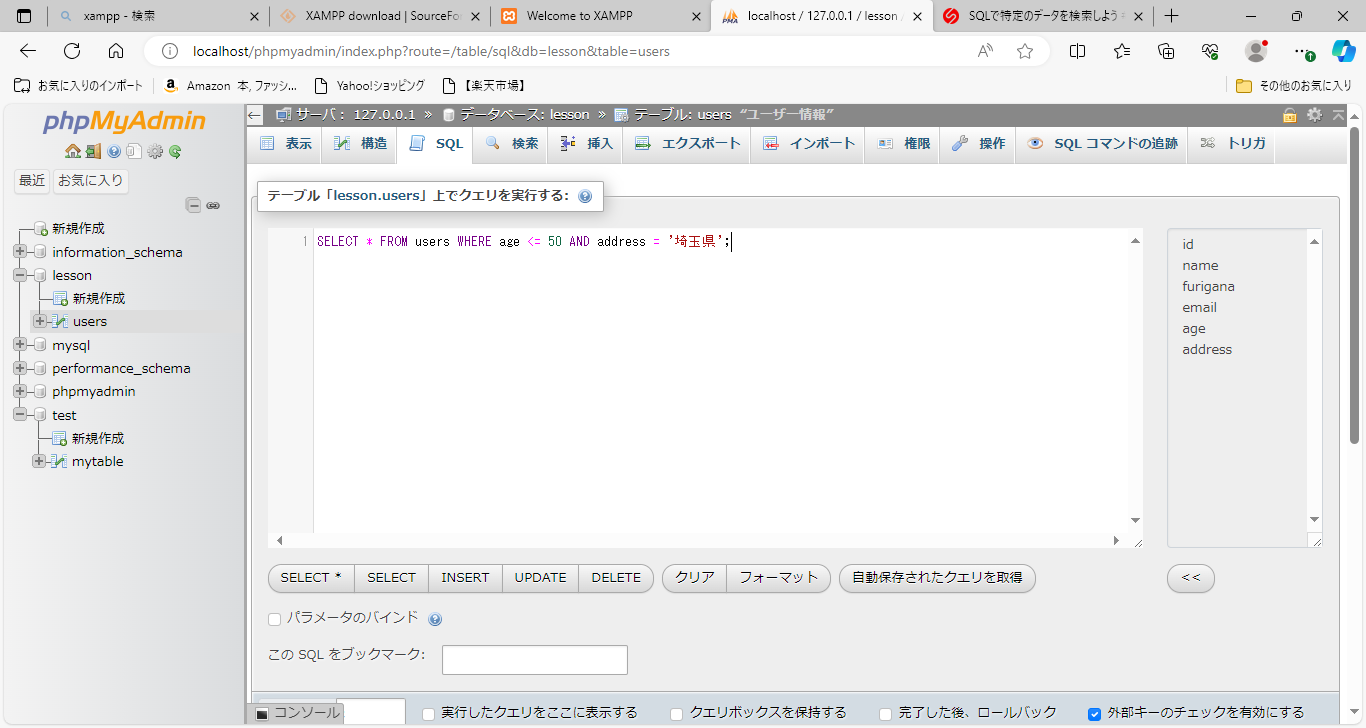 xampp - 検索
XAMPP download | SourceFo
Welcome to XAMPP
localhost / 127.0.0.1 / lesson
SQLで特定のデータを検索しよう
localhost/phpmyadmin/index.php?route=/table/sql&db=lesson&table=users
お気に入りのインポート
Amazon 本, ファッシ...
Yahoo!ショッピング
【楽天市場】
その他のお気に入り
phpMyAdmin
最近 お気に入り
新規作成
information_schema
lesson
新規作成
users
mysql
performance_schema
phpmyadmin
test
新規作成
mytable
サーバ: 127.0.0.1 » データベース: lesson » テーブル: users “ユーザー情報”
表示 構造 SQL 検索 挿入 エクスポート インポート 権限 操作 SQL コマンドの追跡 トリガ
テーブル「lesson.users」上でクエリを実行する:
1 SELECT * FROM users WHERE age <= 50 AND address = '埼玉県';
id
name
furigana
email
age
address
SELECT * SELECT INSERT UPDATE DELETE クリア フォーマット 自動保存されたクエリを取得 <<
パラメータのバインド
この SQL をブックマーク:
コンソール 実行したクエリをここに表示する クエリボックスを保持する 完了した後、ロールバック 外部キーのチェックを有効にする